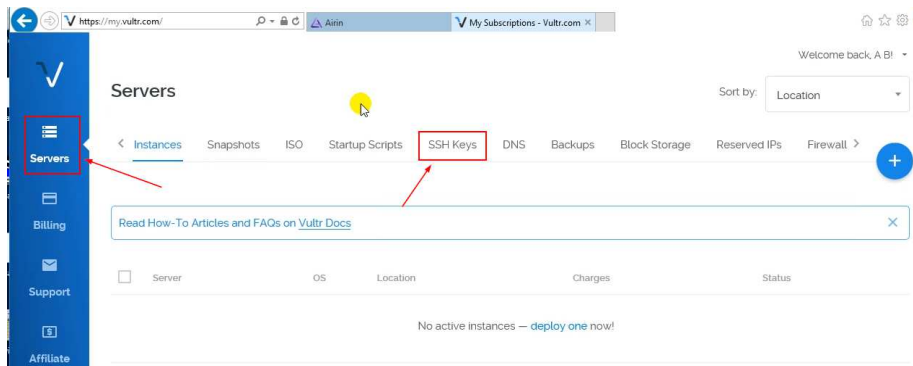 https://my.vultr.com/
Airin
My Subscriptions - Vultr.com ×
Welcome back, A B!
Servers
Sort by:
Location
Servers
Instances Snapshots ISO Startup Scripts SSH Keys DNS Backups Block Storage Reserved IPs Firewall
Billing
Read How-To Articles and FAQs on Vultr Docs
Support
Server OS Location Charges Status
No active instances — deploy one now!
Affiliate